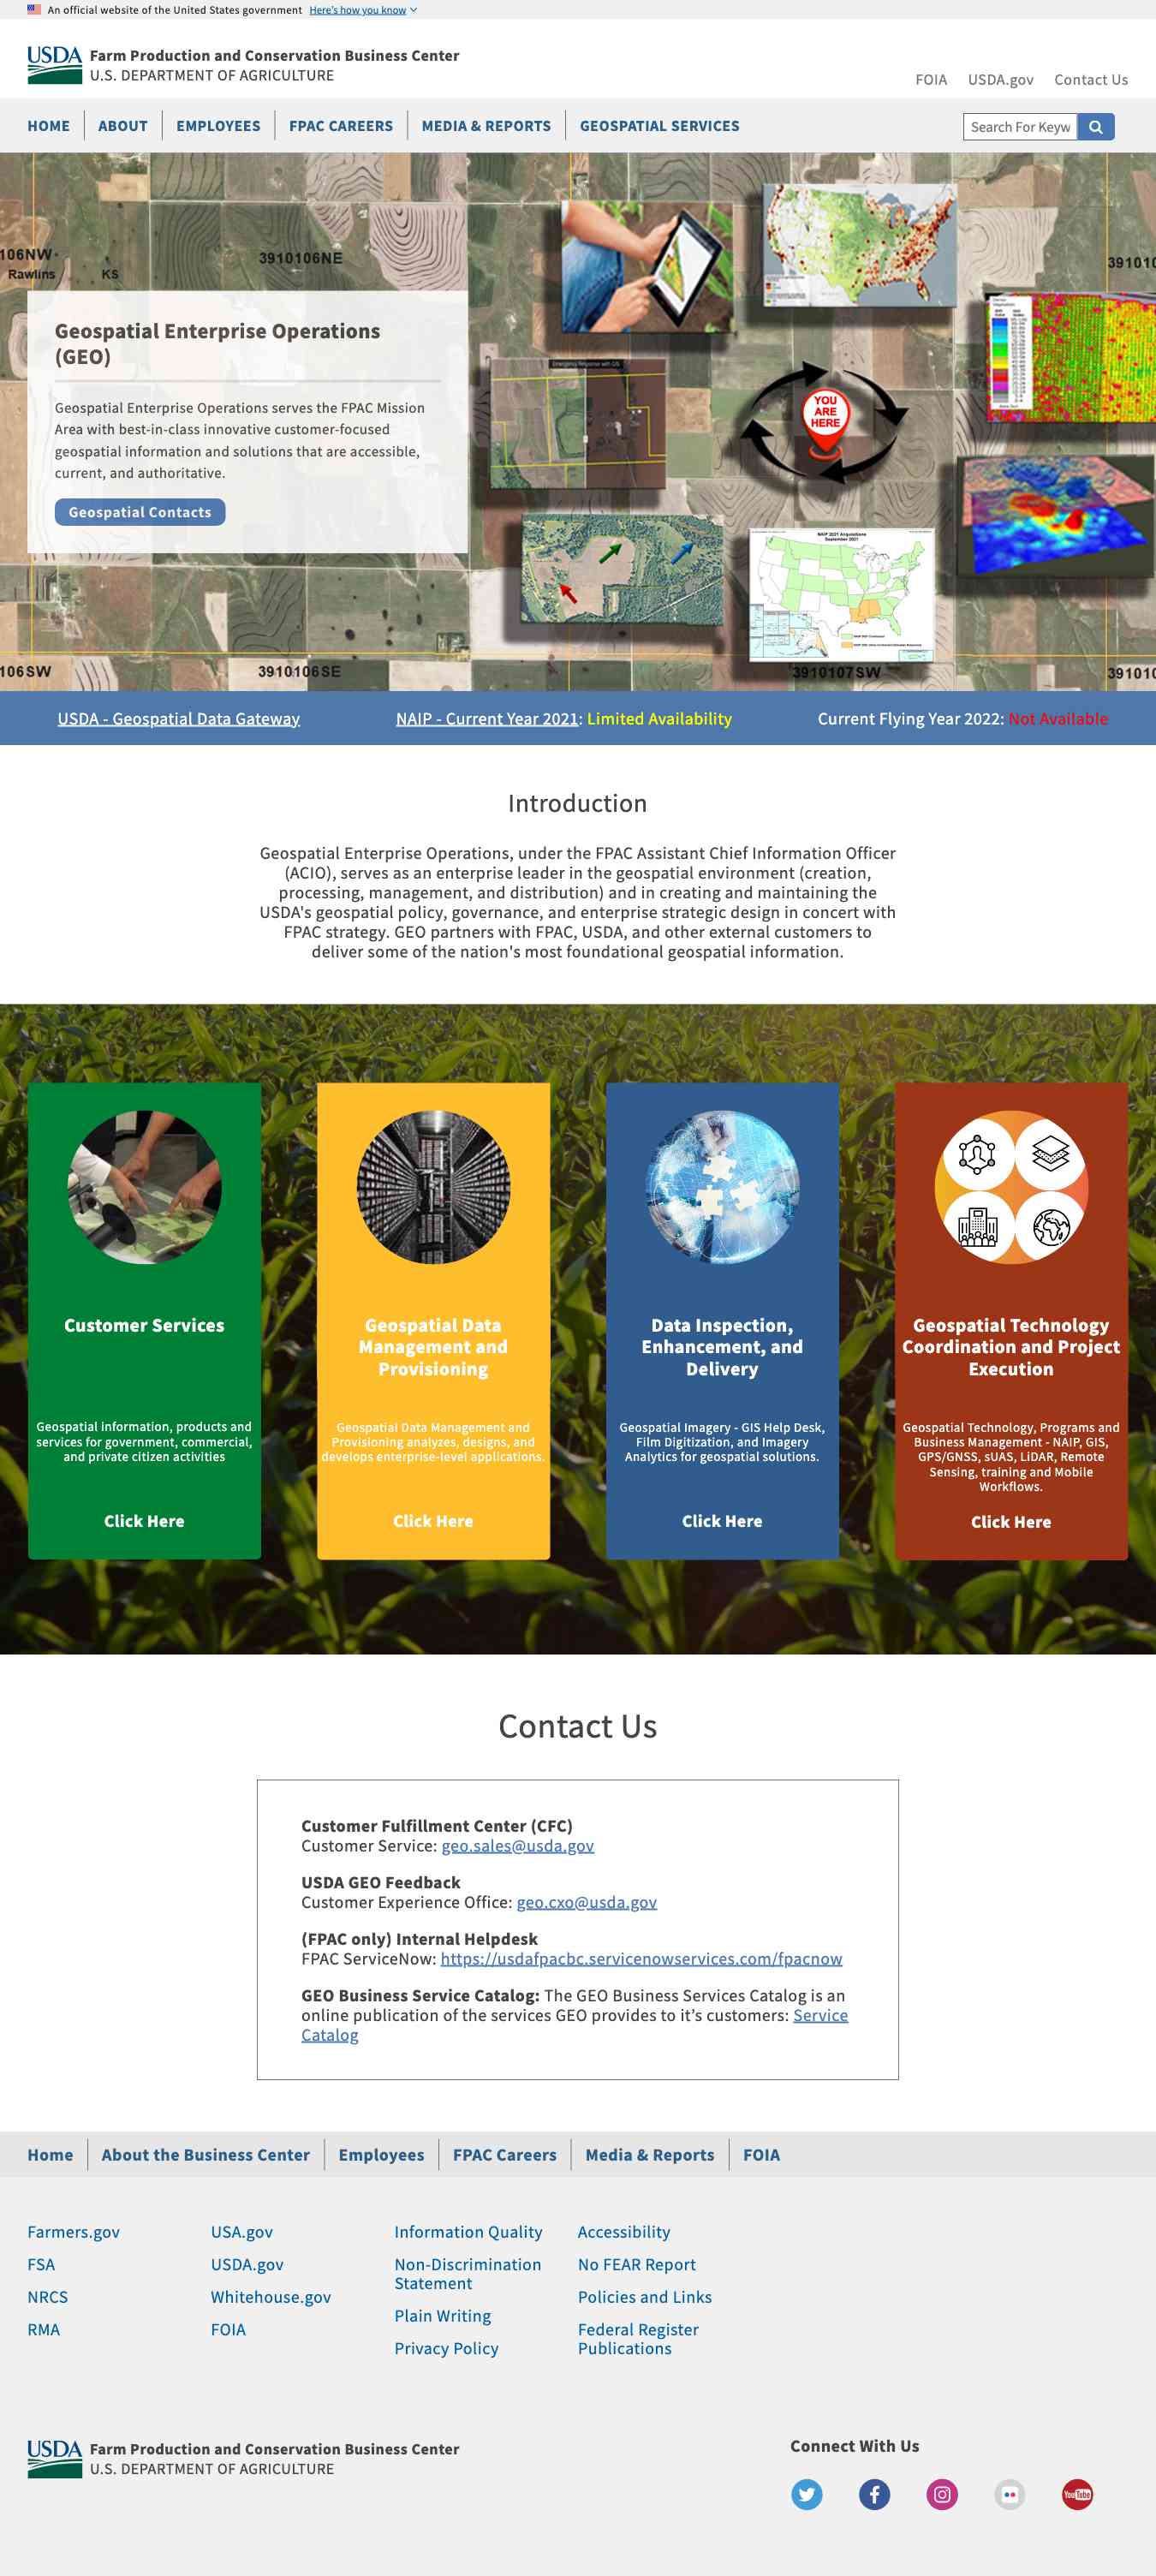 An official website of the United States government Here's how you know
USDA Farm Production and Conservation Business Center
U.S. DEPARTMENT OF AGRICULTURE
FOIA USDA.gov Contact Us
HOME ABOUT EMPLOYEES FPAC CAREERS MEDIA & REPORTS GEOSPATIAL SERVICES
Search For Keyw
106NW
3910106NE
39101
Rawlins KS
Geospatial Enterprise Operations
(GEO)
Geospatial Enterprise Operations serves the FPAC Mission
Area with best-in-class innovative customer-focused
geospatial information and solutions that are accessible,
current, and authoritative.
Geospatial Contacts
Emergency Response with GIS
YOU
ARE
HERE
NAIP 2021 Acquisitions
September 2021
106SW
3910106SE
3910107SW
39101
USDA - Geospatial Data Gateway
NAIP - Current Year 2021: Limited Availability
Current Flying Year 2022: Not Available
Introduction
Geospatial Enterprise Operations, under the FPAC Assistant Chief Information Officer
(ACIO), serves as an enterprise leader in the geospatial environment (creation,
processing, management, and distribution) and in creating and maintaining the
USDA's geospatial policy, governance, and enterprise strategic design in concert with
FPAC strategy. GEO partners with FPAC, USDA, and other external customers to
deliver some of the nation's most foundational geospatial information.
Customer Services
Geospatial information, products and
services for government, commercial,
and private citizen activities
Click Here
Geospatial Data
Management and
Provisioning
Geospatial Data Management and
Provisioning analyzes, designs, and
develops enterprise-level applications.
Click Here
Data Inspection,
Enhancement, and
Delivery
Geospatial Imagery - GIS Help Desk,
Film Digitization, and Imagery
Analytics for geospatial solutions.
Click Here
Geospatial Technology
Coordination and Project
Execution
Geospatial Technology, Programs and
Business Management - NAIP, GIS,
GPS/GNSS, sUAS, LiDAR, Remote
Sensing, training and Mobile
Workflows.
Click Here
Contact Us
Customer Fulfillment Center (CFC)
Customer Service: geo.sales@usda.gov
USDA GEO Feedback
Customer Experience Office: geo.cxo@usda.gov
(FPAC only) Internal Helpdesk
FPAC ServiceNow: https://usdafpacbc.servicenowservices.com/fpacnow
GEO Business Service Catalog: The GEO Business Services Catalog is an
online publication of the services GEO provides to it’s customers: Service
Catalog
Home About the Business Center Employees FPAC Careers Media & Reports FOIA
Farmers.gov
FSA
NRCS
RMA
USA.gov
USDA.gov
Whitehouse.gov
FOIA
Information Quality
Non-Discrimination
Statement
Plain Writing
Privacy Policy
Accessibility
No FEAR Report
Policies and Links
Federal Register
Publications
USDA Farm Production and Conservation Business Center
U.S. DEPARTMENT OF AGRICULTURE
Connect With Us
YouTube